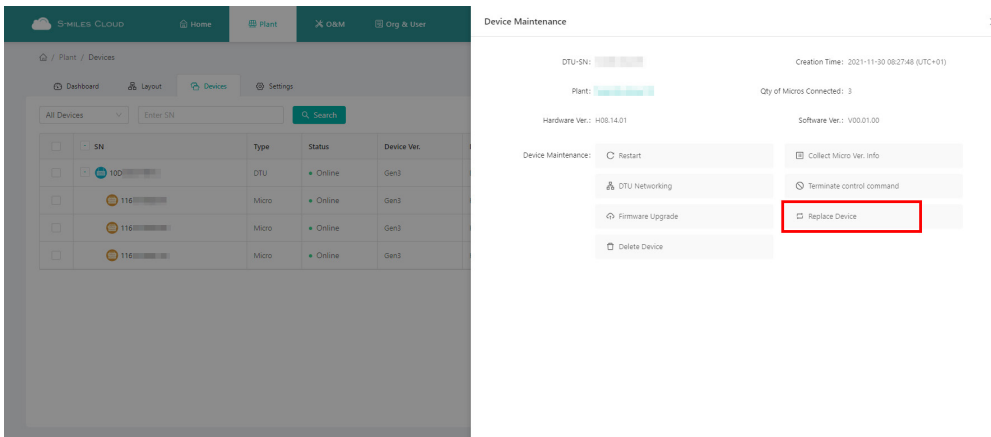 S-MILES CLOUD
Home
Plant
O&M
Org & User
/ Plant / Devices
Dashboard
Layout
Devices
Settings
All Devices
Enter SN
Search
SN Type Status Device Ver.
10D DTU Online Gen3
116 Micro Online Gen3
116 Micro Online Gen3
116 Micro Online Gen3
Device Maintenance
DTU-SN:
Creation Time: 2021-11-30 08:27:48 (UTC+01)
Plant:
Qty of Micros Connected: 3
Hardware Ver.: H08.14.01
Software Ver.: V00.01.00
Device Maintenance:
Restart
Collect Micro Ver. Info
DTU Networking
Terminate control command
Firmware Upgrade
Replace Device
Delete Device